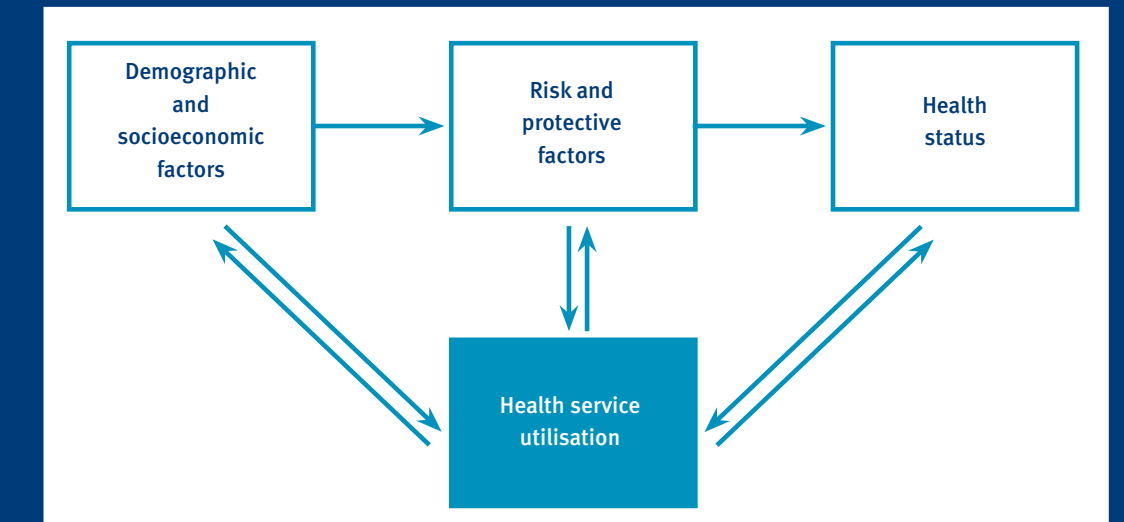 Demographic
and
socioeconomic
factors
Risk and
protective
factors
Health
status
Health service
utilisation